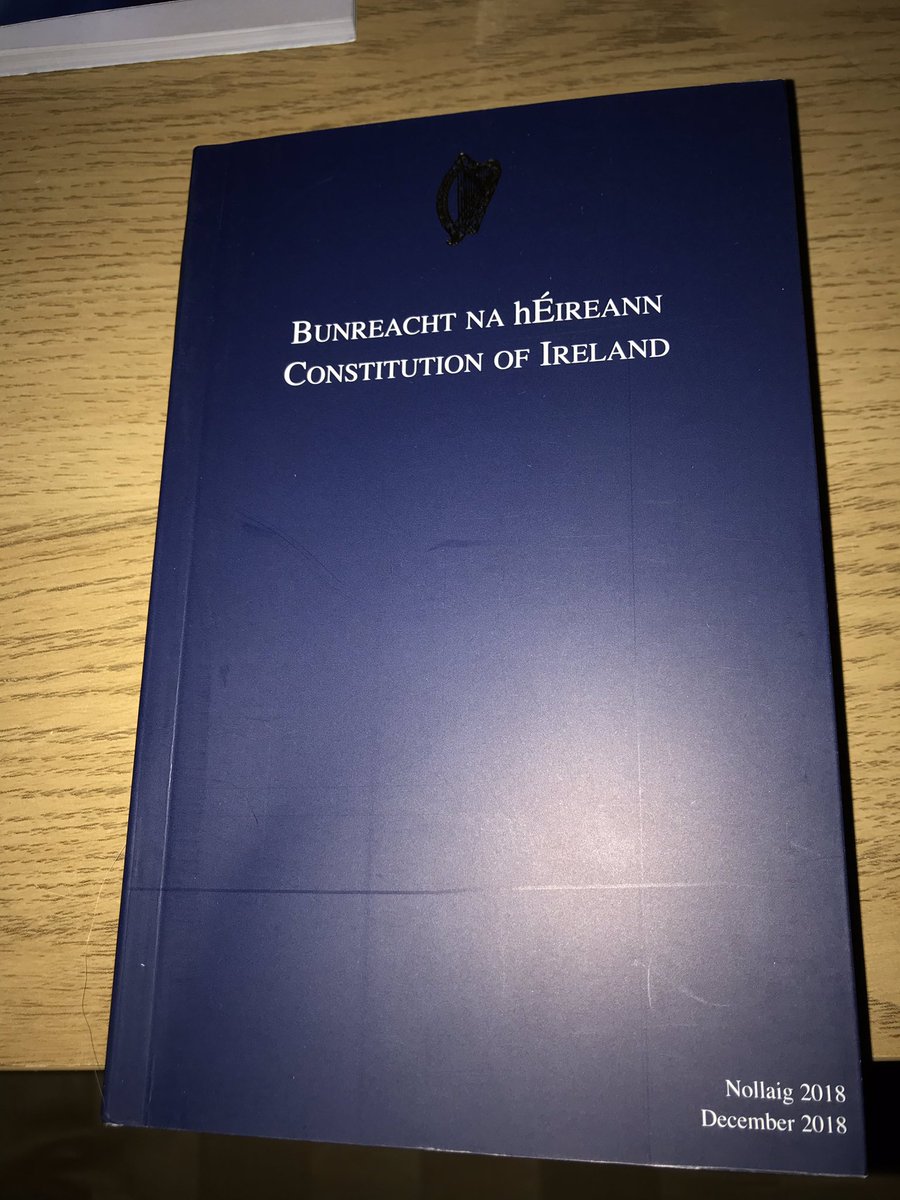 BUNREACHT NA hÉIREANN
CONSTITUTION OF IRELAND
Nollaig 2018
December 2018